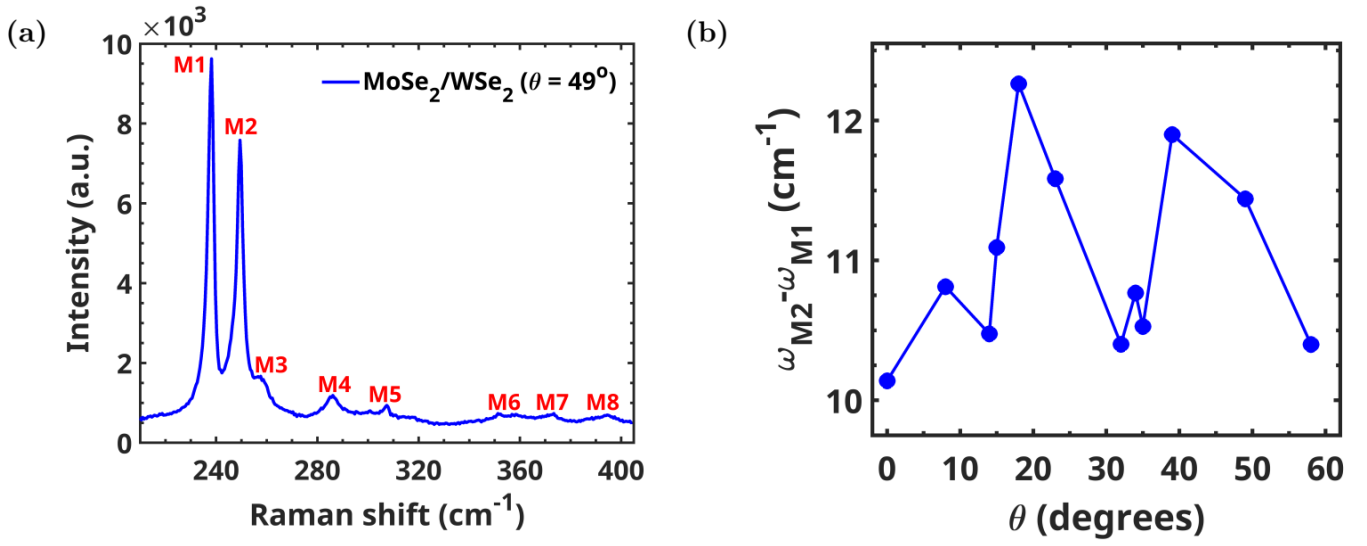 (a)
×10³
10
8
6
4
2
0
Intensity (a.u.)
M1
M2
M3
M4
M5
M6
M7
M8
MoSe₂/WSe₂ (θ = 49°)
240 280 320 360 400
Raman shift (cm⁻¹)
(b)
12
11
10
ω_M2-ω_M1 (cm⁻¹)
0 10 20 30 40 50 60
θ (degrees)